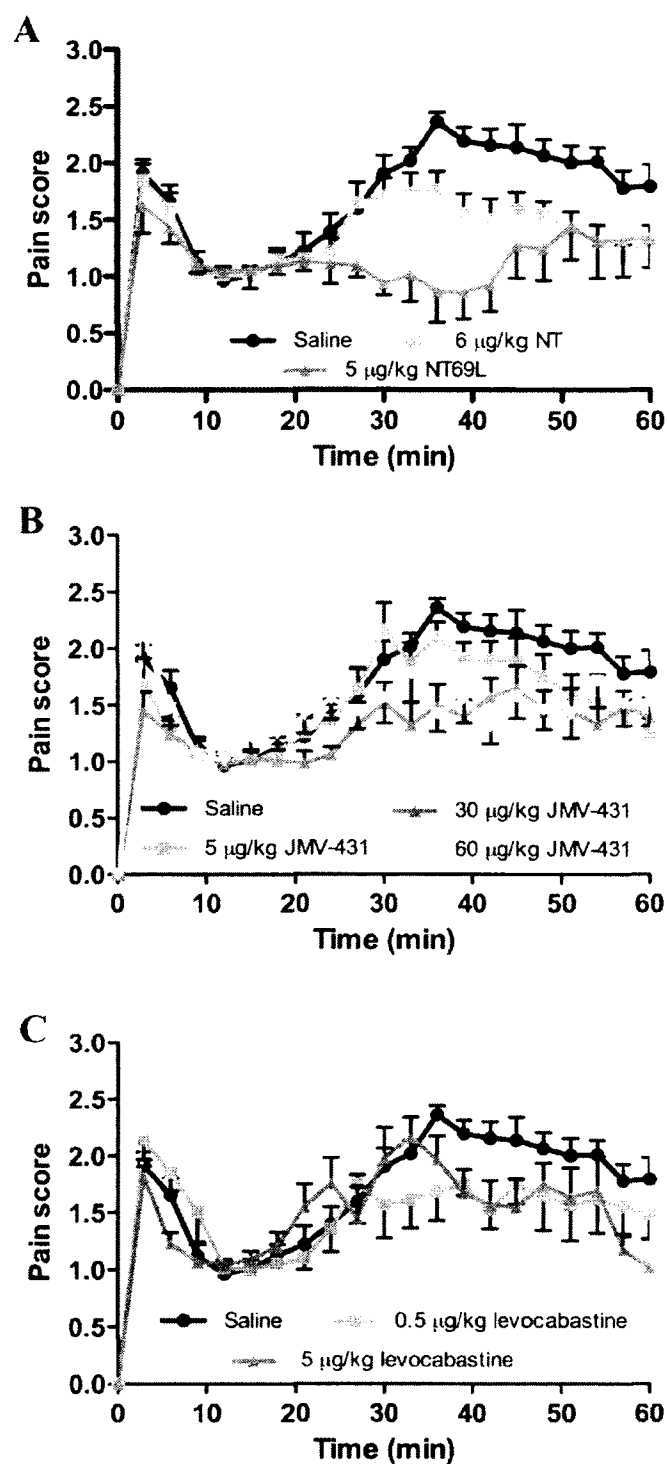 A
3.0
2.5
2.0
1.5
1.0
0.5
0.0
Pain score
Saline 6 μg/kg NT
5 μg/kg NT69L
0 10 20 30 40 50 60
Time (min)
B
3.0
2.5
2.0
1.5
1.0
0.5
0.0
Pain score
Saline 30 μg/kg JMV-431
5 μg/kg JMV-431 60 μg/kg JMV-431
0 10 20 30 40 50 60
Time (min)
C
3.0
2.5
2.0
1.5
1.0
0.5
0.0
Pain score
Saline 0.5 μg/kg levocabastine
5 μg/kg levocabastine
0 10 20 30 40 50 60
Time (min)